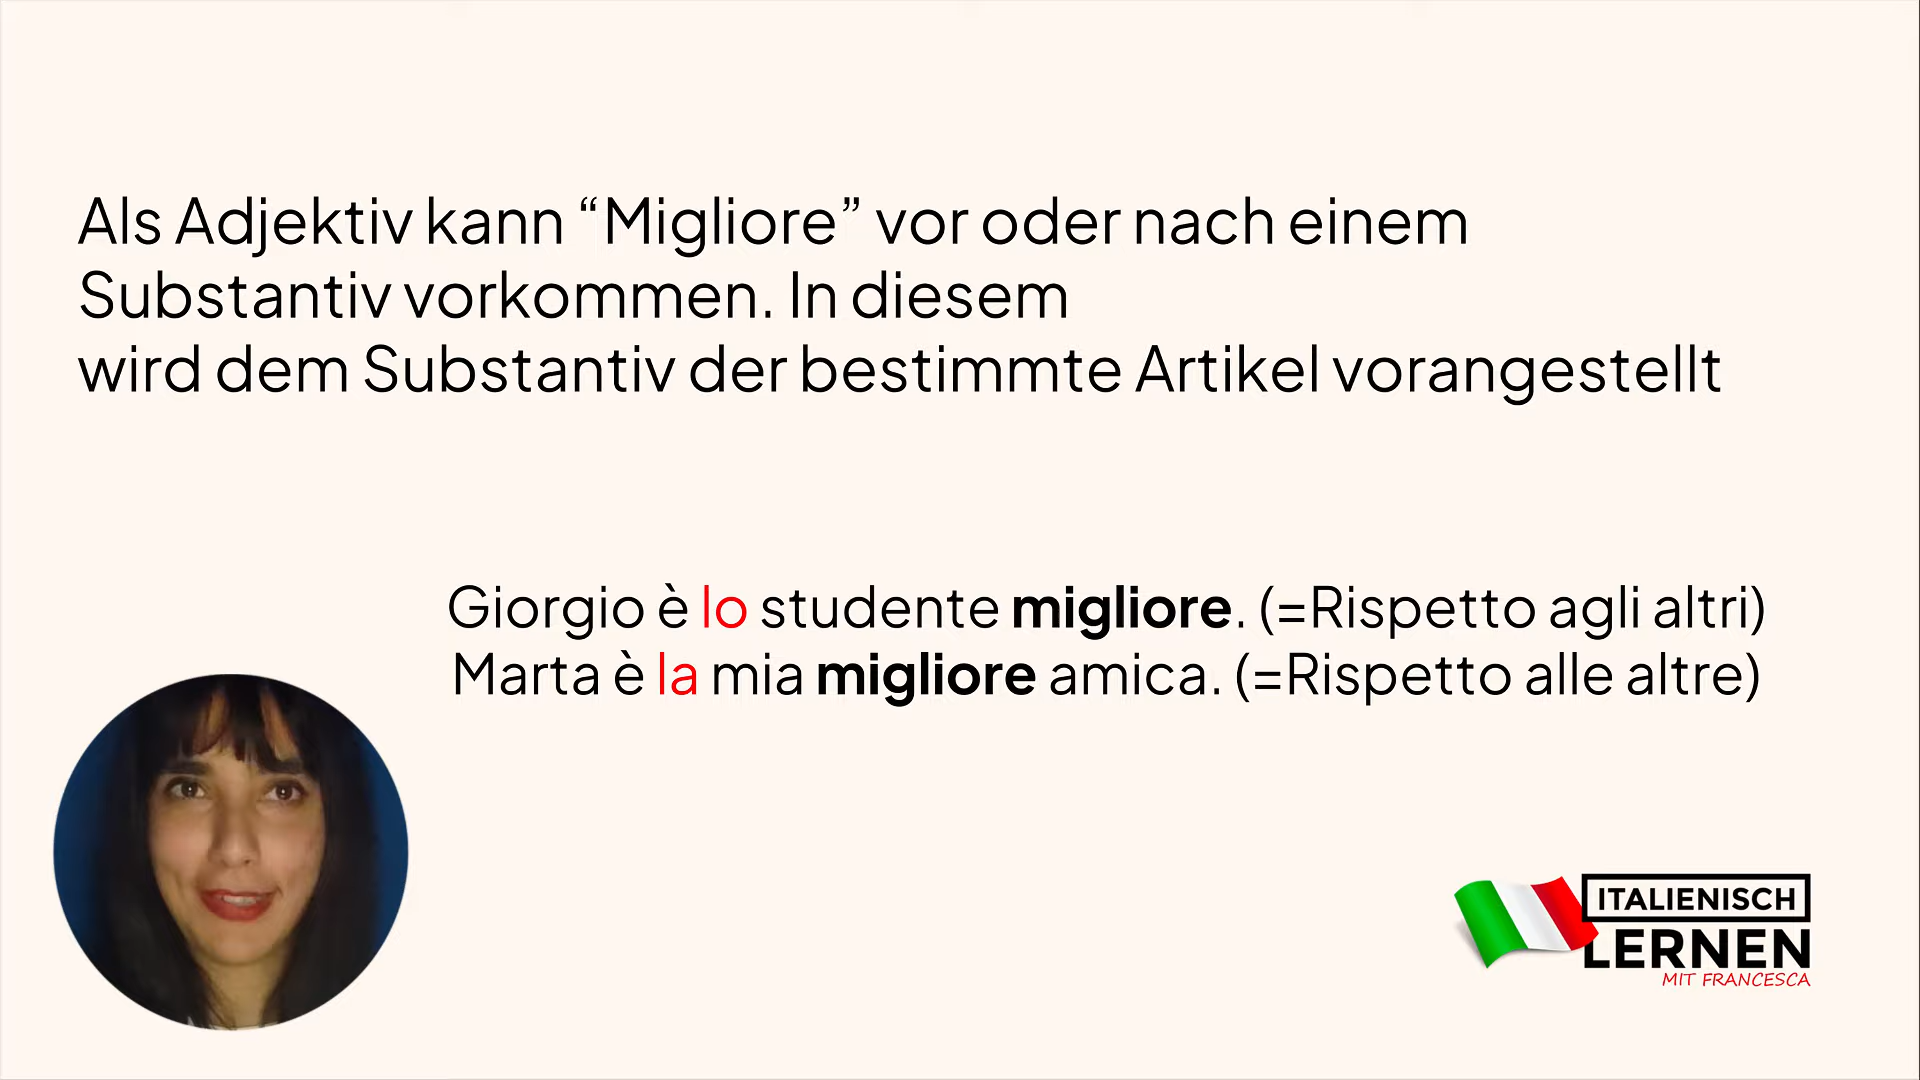 Als Adjektiv kann “Migliore” vor oder nach einem
Substantiv vorkommen. In diesem
wird dem Substantiv der bestimmte Artikel vorangestellt
Giorgio è lo studente migliore. (=Rispetto agli altri)
Marta è la mia migliore amica. (=Rispetto alle altre)
ITALIENISCH
LERNEN
MIT FRANCESCA